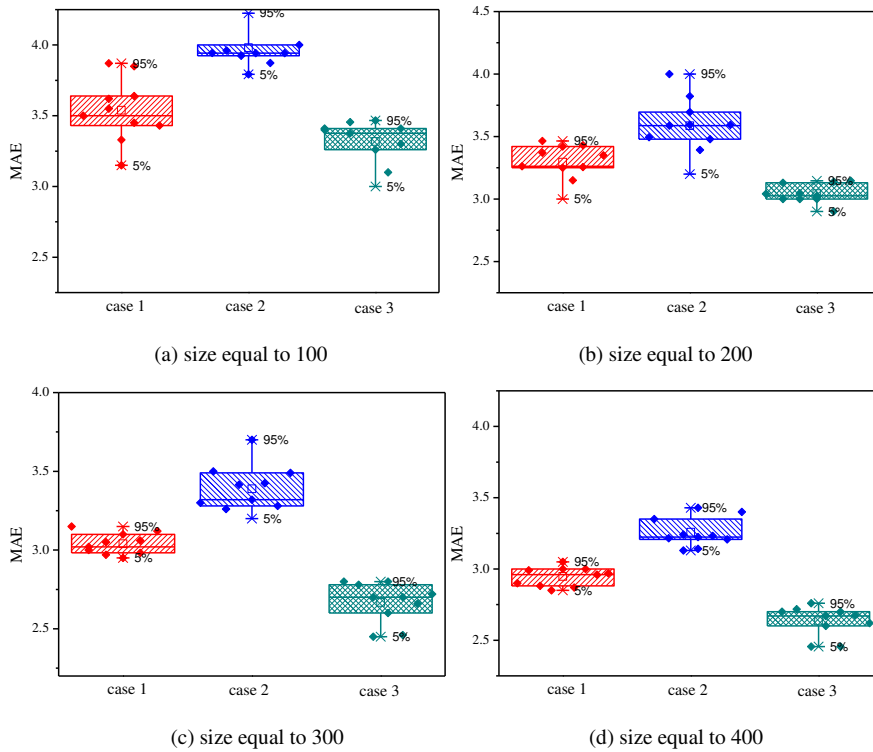 4.0
3.5
3.0
2.5
MAE
95%
5%
95%
5%
95%
5%
case 1
case 2
case 3
(a) size equal to 100
4.5
4.0
3.5
3.0
2.5
MAE
95%
5%
95%
5%
95%
5%
case 1
case 2
case 3
(b) size equal to 200
4.0
3.5
3.0
2.5
MAE
95%
5%
95%
5%
95%
5%
case 1
case 2
case 3
(c) size equal to 300
4.0
3.5
3.0
2.5
MAE
95%
5%
95%
5%
95%
5%
case 1
case 2
case 3
(d) size equal to 400